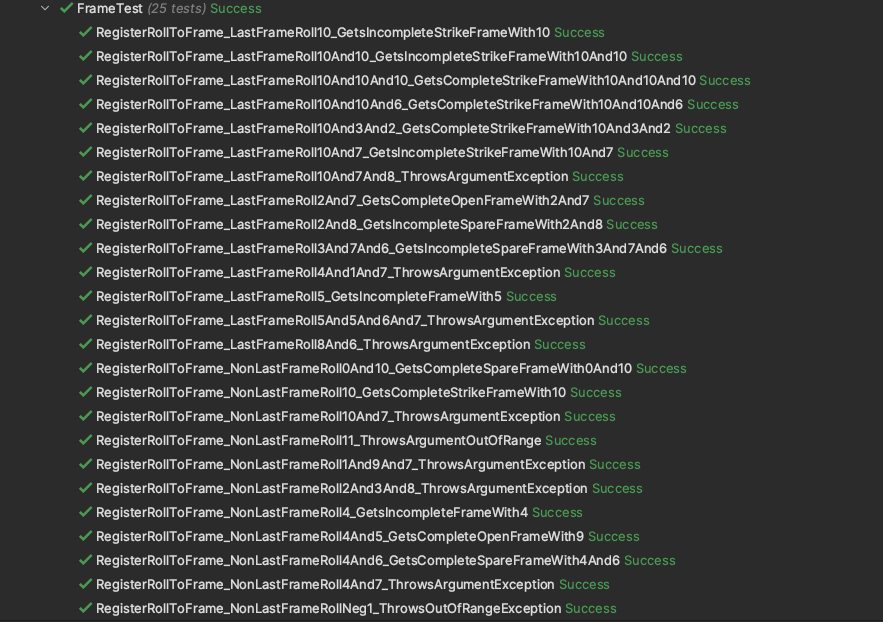 FrameTest (25 tests) Success
RegisterRollToFrame_LastFrameRoll10_GetsIncompleteStrikeFrameWith10 Success
RegisterRollToFrame_LastFrameRoll10And10_GetsIncompleteStrikeFrameWith10And10 Success
RegisterRollToFrame_LastFrameRoll10And10And10_GetsCompleteStrikeFrameWith10And10And10 Success
RegisterRollToFrame_LastFrameRoll10And10And6_GetsCompleteStrikeFrameWith10And10And6 Success
RegisterRollToFrame_LastFrameRoll10And3And2_GetsCompleteStrikeFrameWith10And3And2 Success
RegisterRollToFrame_LastFrameRoll10And7_GetsIncompleteStrikeFrameWith10And7 Success
RegisterRollToFrame_LastFrameRoll10And7And8_ThrowsArgumentException Success
RegisterRollToFrame_LastFrameRoll2And7_GetsCompleteOpenFrameWith2And7 Success
RegisterRollToFrame_LastFrameRoll2And8_GetsIncompleteSpareFrameWith2And8 Success
RegisterRollToFrame_LastFrameRoll3And7And6_GetsIncompleteSpareFrameWith3And7And6 Success
RegisterRollToFrame_LastFrameRoll4And1And7_ThrowsArgumentException Success
RegisterRollToFrame_LastFrameRoll5_GetsIncompleteFrameWith5 Success
RegisterRollToFrame_LastFrameRoll5And5And6And7_ThrowsArgumentException Success
RegisterRollToFrame_LastFrameRoll8And6_ThrowsArgumentException Success
RegisterRollToFrame_NonLastFrameRoll0And10_GetsCompleteSpareFrameWith0And10 Success
RegisterRollToFrame_NonLastFrameRoll10_GetsCompleteStrikeFrameWith10 Success
RegisterRollToFrame_NonLastFrameRoll10And7_ThrowsArgumentException Success
RegisterRollToFrame_NonLastFrameRoll11_ThrowsArgumentOutOfRange Success
RegisterRollToFrame_NonLastFrameRoll1And9And7_ThrowsArgumentException Success
RegisterRollToFrame_NonLastFrameRoll2And3And8_ThrowsArgumentException Success
RegisterRollToFrame_NonLastFrameRoll4_GetsIncompleteFrameWith4 Success
RegisterRollToFrame_NonLastFrameRoll4And5_GetsCompleteOpenFrameWith9 Success
RegisterRollToFrame_NonLastFrameRoll4And6_GetsCompleteSpareFrameWith4And6 Success
RegisterRollToFrame_NonLastFrameRoll4And7_ThrowsArgumentException Success
RegisterRollToFrame_NonLastFrameRollNeg1_ThrowsOutOfRangeException Success